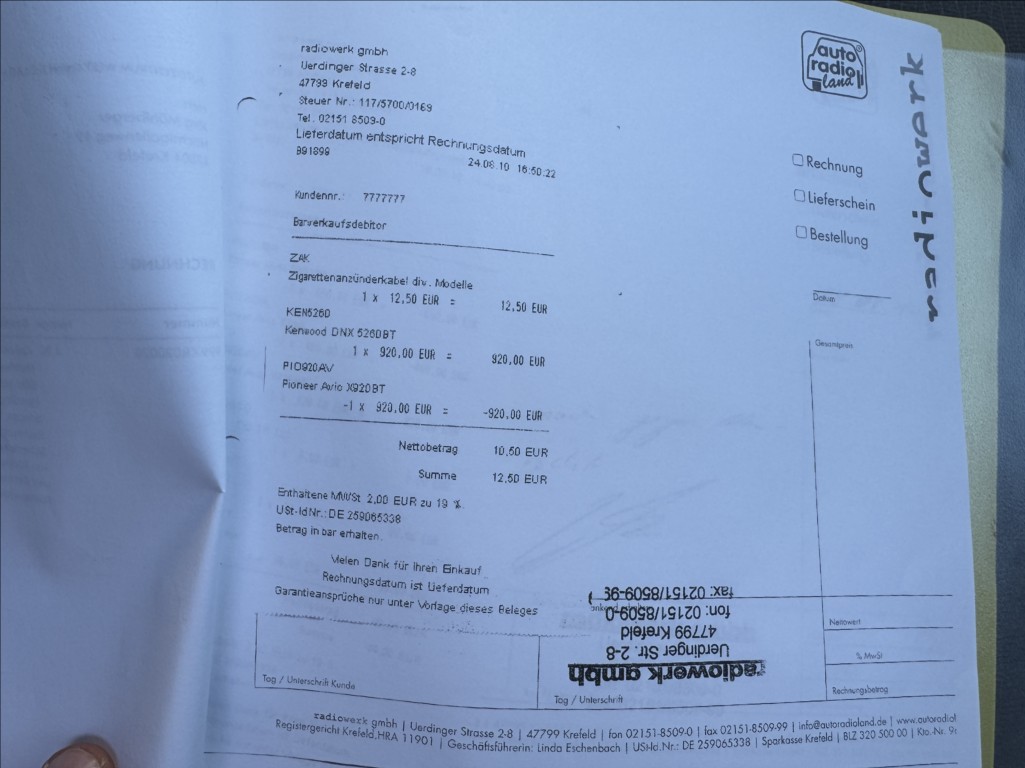 radiowerk gmbh
Uerdinger Strasse 2-8
47799 Krefeld
Steuer Nr.: 117/5700/0169
Tel. 02151 8509-0
Lieferdatum entspricht Rechnungsdatum
991899
24.08.10 16:50:22
Kundennr.: ???????
Barverkaufsdebitor
ZAK
Zigarettenanzünderkabel div. Modelle
1 x 12,50 EUR = 12,50 EUR
KEN526D
Kenwood DNX 526DBT
1 x 920,00 EUR = 920,00 EUR
PIO920AV
Pioneer Avio X920BT
-1 x 920,00 EUR = -920,00 EUR
Nettobetrag 10,50 EUR
Summe 12,50 EUR
Enthaltene MWSt 2,00 EUR zu 19 %.
USt-IdNr.: DE 259065338
Betrag in bar erhalten.
Vielen Dank für Ihren Einkauf
Rechnungsdatum ist Lieferdatum
Garantieansprüche nur unter Vorlage dieses Beleges
auto
radio
land
radiowerk
Rechnung
Lieferschein
Bestellung
Datum
Gesamtpreis
radiowerk gmbh
Uerdinger Str. 2-8
47799 Krefeld
fon: 02151/8509-0
fax: 02151/8509-99
Nettowert
% MwSt
Rechnungsbetrag
Tag / Unterschrift Kunde
Tag / Unterschrift
radiowerk gmbh | Uerdinger Strasse 2-8 | 47799 Krefeld | fon 02151-8509-0 | fax 02151-8509-99 | info@autoradioland.de | www.autoradiol
Registergericht Krefeld,HRA 11901 | Geschäftsführerin: Linda Eschenbach | USt-Id.Nr.: DE 259065338 | Sparkasse Krefeld | BLZ 320 500 00 | Kto.-Nr.